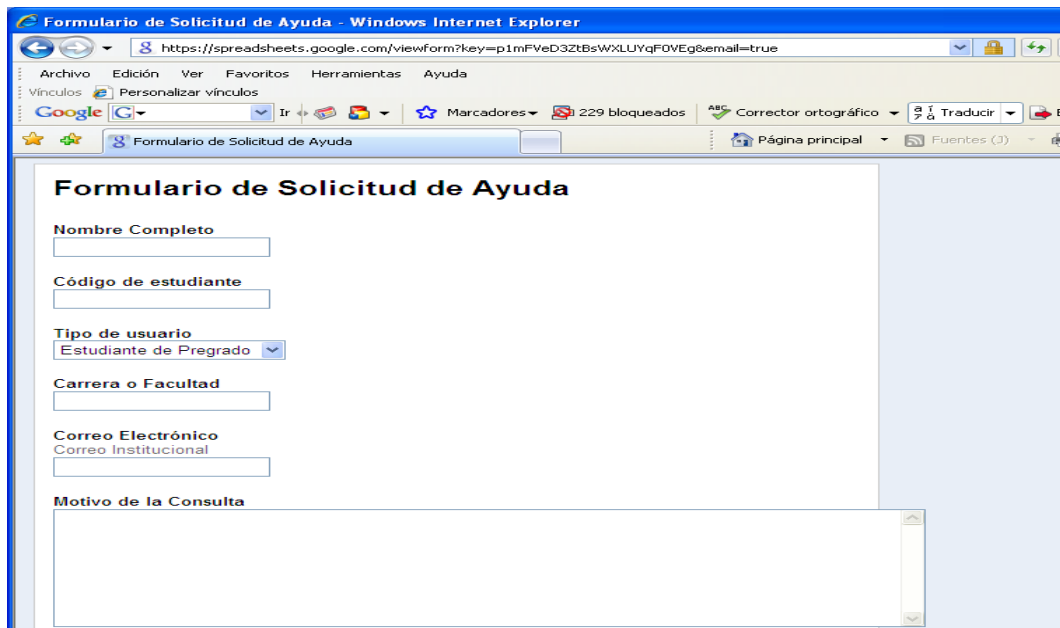 Formulario de Solicitud de Ayuda - Windows Internet Explorer
https://spreadsheets.google.com/viewform?key=p1mFVeD3ZtBsWXLUYqF0VEg&email=true
Archivo Edición Ver Favoritos Herramientas Ayuda
Vínculos Personalizar vínculos
Google G Ir Marcadores 229 bloqueados ABC Corrector ortográfico Traducir
Formulario de Solicitud de Ayuda Página principal Fuentes (J)
Formulario de Solicitud de Ayuda
Nombre Completo
Código de estudiante
Tipo de usuario
Estudiante de Pregrado
Carrera o Facultad
Correo Electrónico
Correo Institucional
Motivo de la Consulta